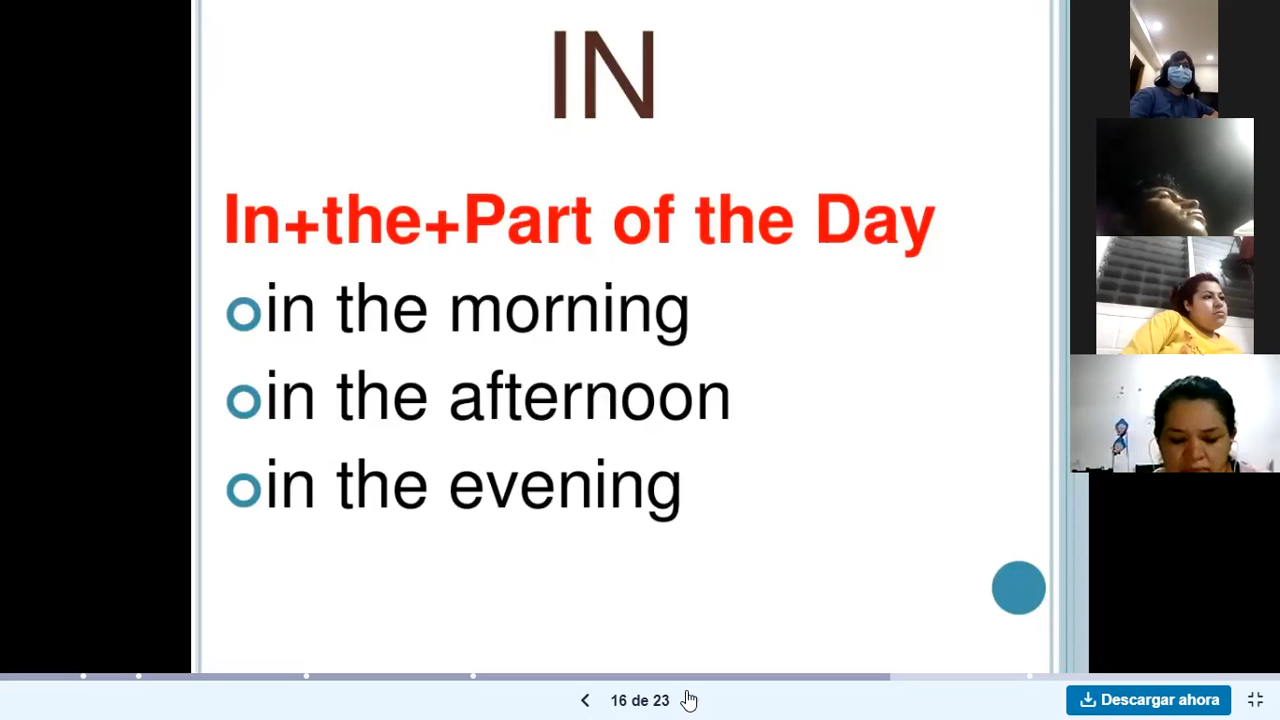 IN
In+the+Part of the Day
in the morning
in the afternoon
in the evening
16 de 23
Descargar ahora